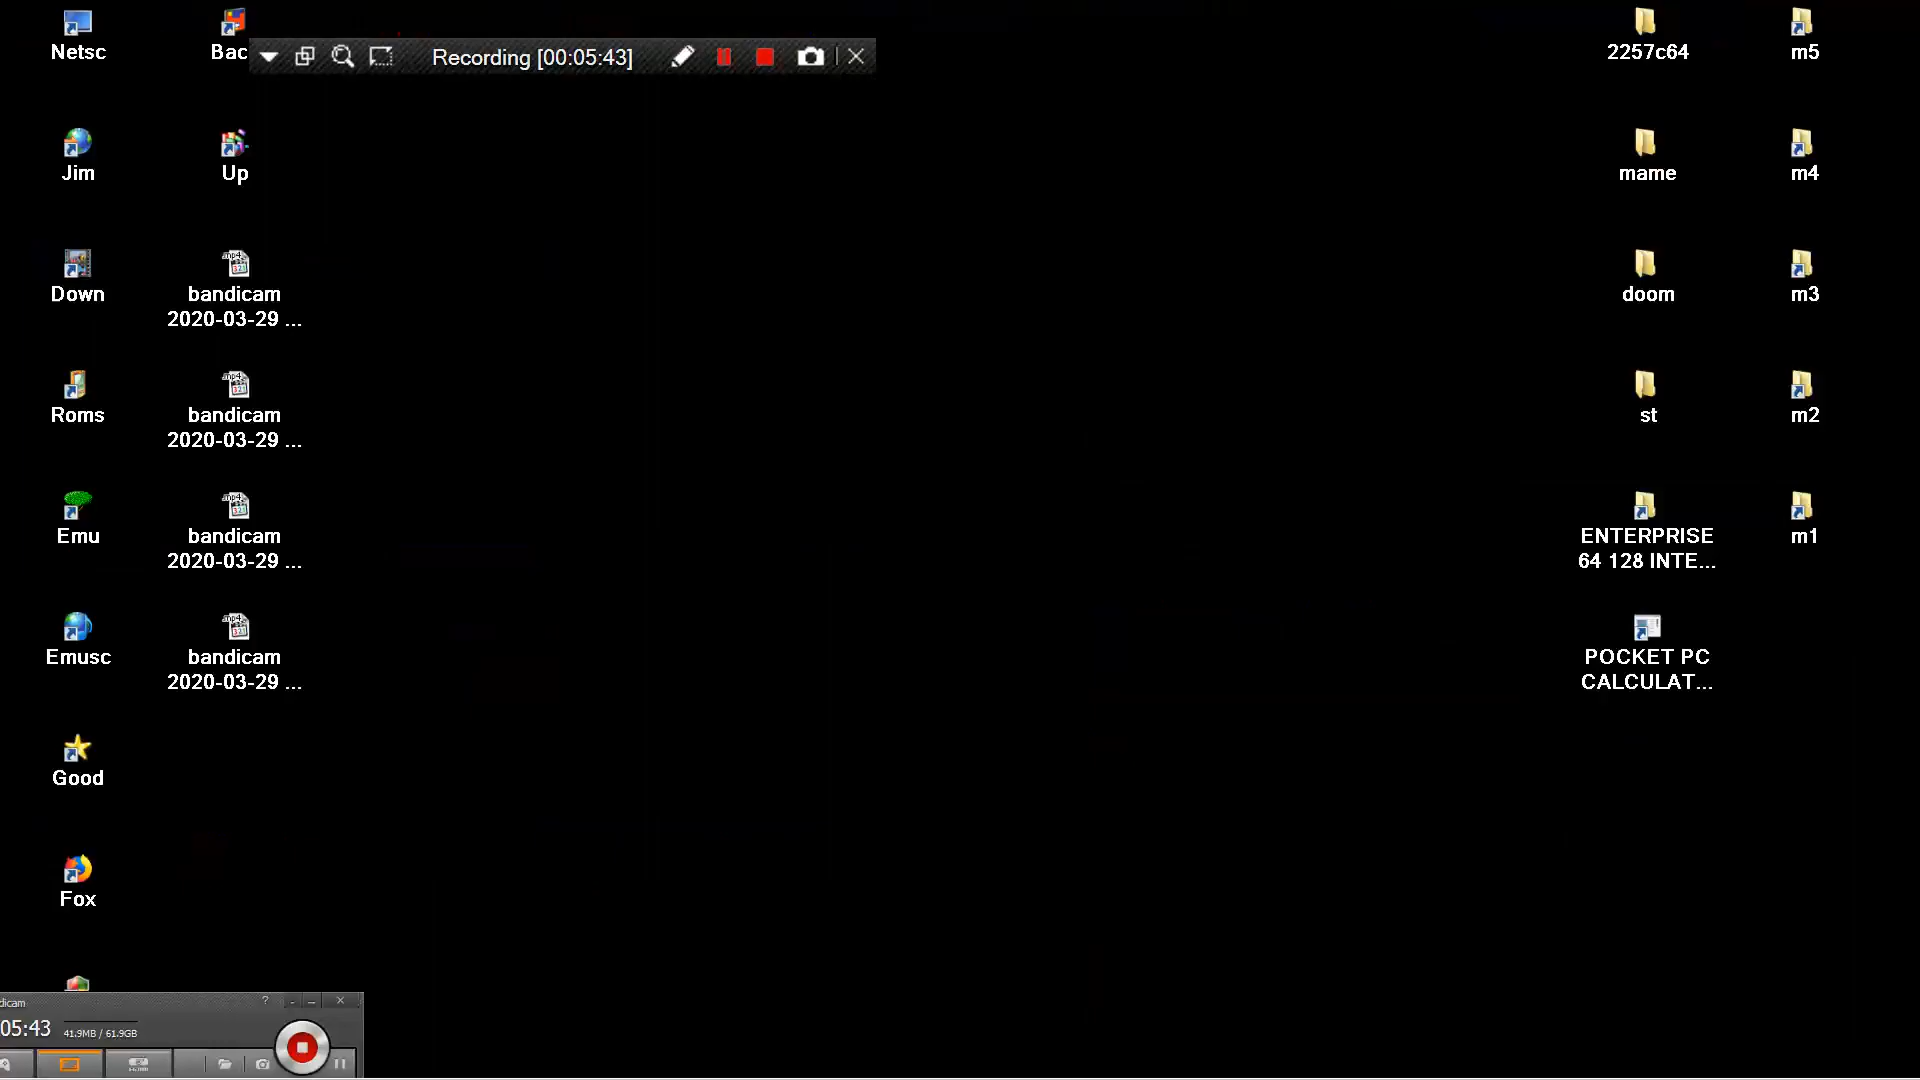 Netsc
Bac
Recording [00:05:43]
2257c64
m5
Jim
Up
mame
m4
Down
bandicam
2020-03-29 ...
doom
m3
Roms
bandicam
2020-03-29 ...
st
m2
Emu
bandicam
2020-03-29 ...
ENTERPRISE
64 128 INTE...
m1
Emusc
bandicam
2020-03-29 ...
POCKET PC
CALCULAT...
Good
Fox
dicam
05:43
41.9MB / 61.9GB